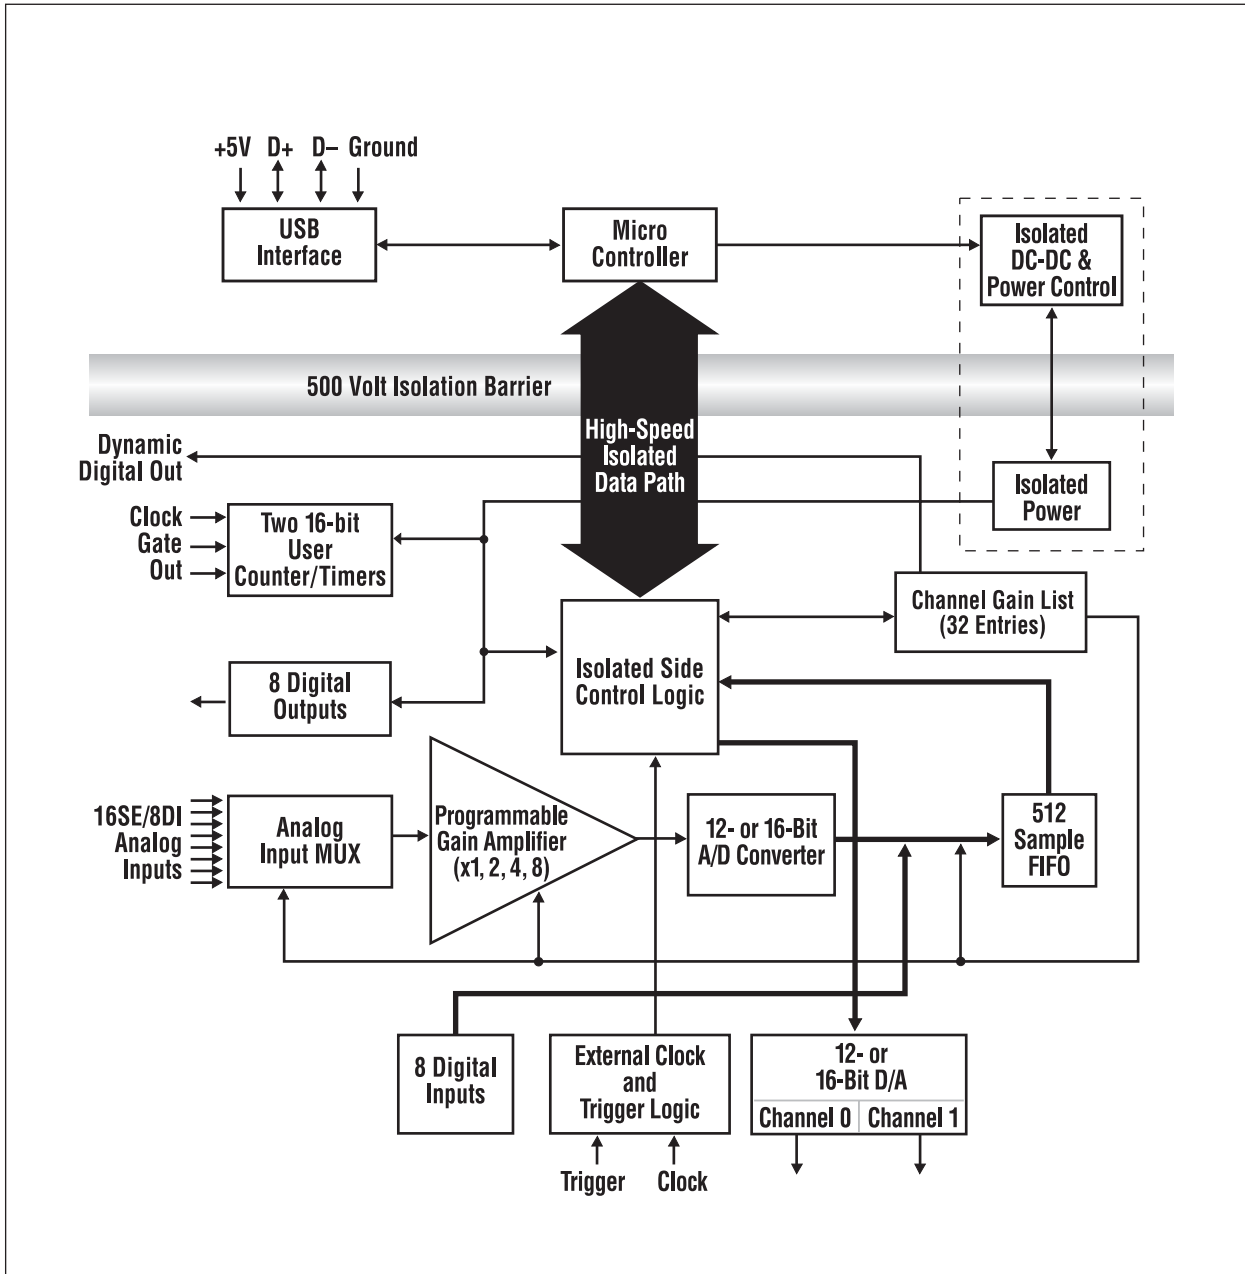 +5V D+ D– Ground
USB
Interface
Micro
Controller
Isolated
DC-DC &
Power Control
500 Volt Isolation Barrier
High-Speed
Isolated
Data Path
Dynamic
Digital Out
Isolated
Power
Clock
Gate
Out
Two 16-bit
User
Counter/Timers
Channel Gain List
(32 Entries)
Isolated Side
Control Logic
8 Digital
Outputs
16SE/8DI
Analog
Inputs
Analog
Input MUX
Programmable
Gain Amplifier
(x1, 2, 4, 8)
12- or 16-Bit
A/D Converter
512
Sample
FIFO
8 Digital
Inputs
External Clock
and
Trigger Logic
12- or
16-Bit D/A
Channel 0 Channel 1
Trigger Clock